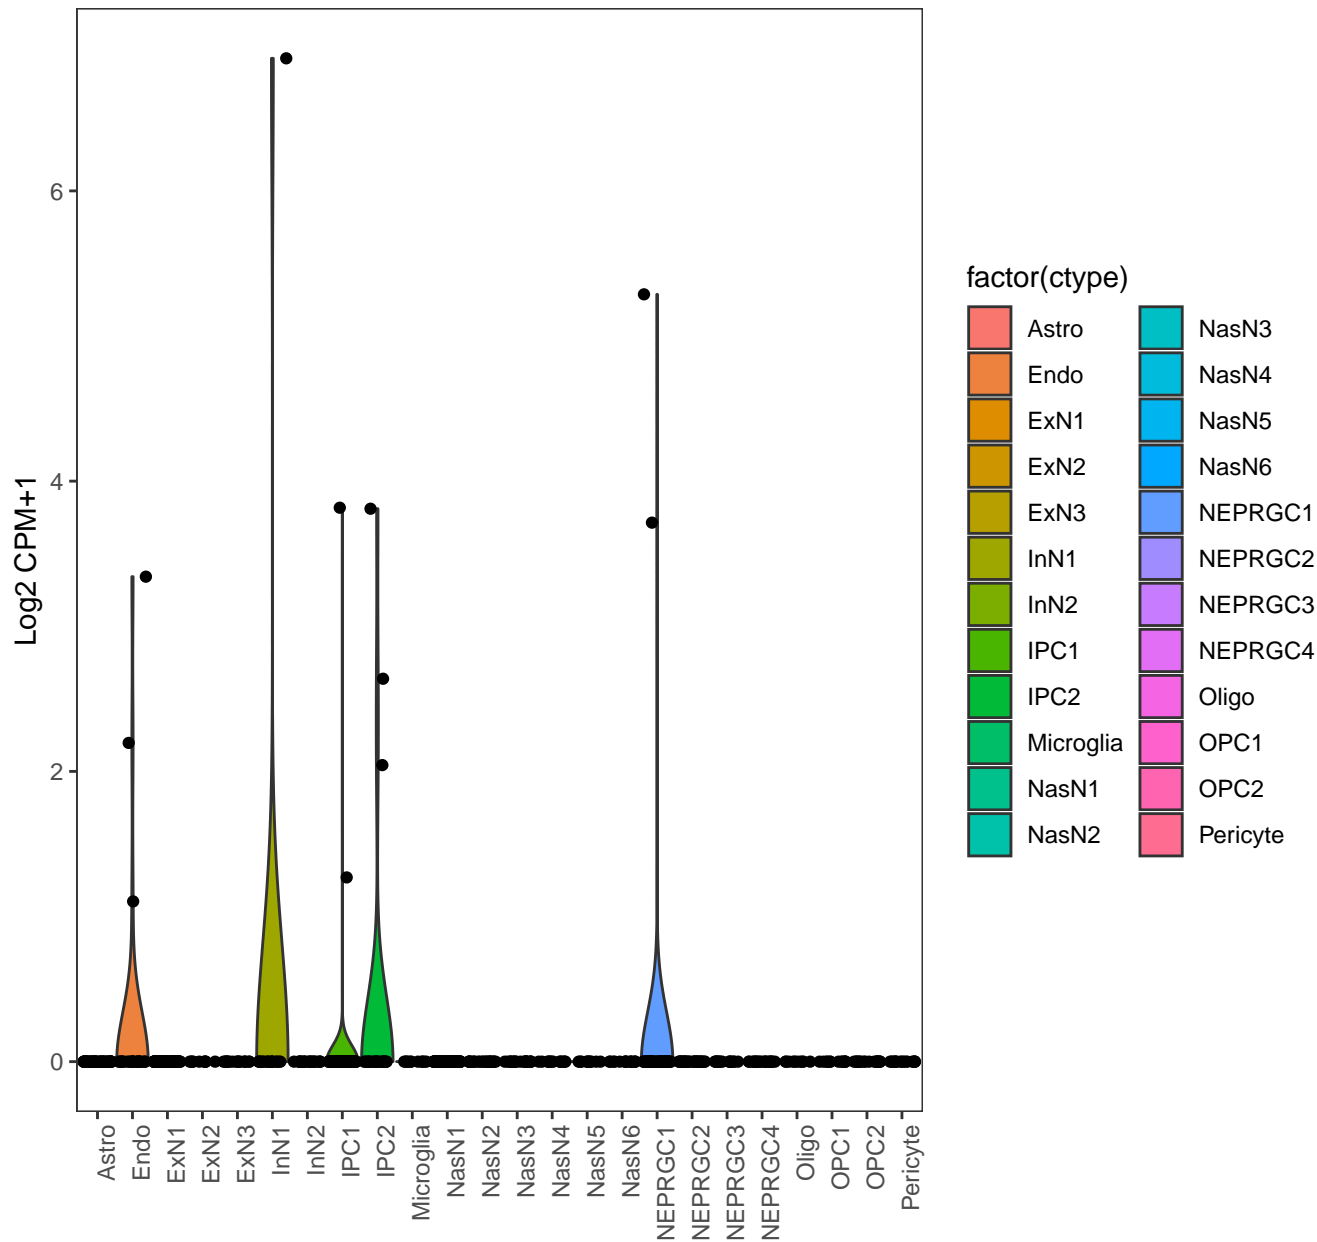 6
4
2
0
Log2 CPM+1
Astro
Endo
ExN1
ExN2
ExN3
InN1
InN2
IPC1
IPC2
Microglia
NasN1
NasN2
NasN3
NasN4
NasN5
NasN6
NEPRGC1
NEPRGC2
NEPRGC3
NEPRGC4
Oligo
OPC1
OPC2
Pericyte
factor(ctype)
Astro
Endo
ExN1
ExN2
ExN3
InN1
InN2
IPC1
IPC2
Microglia
NasN1
NasN2
NasN3
NasN4
NasN5
NasN6
NEPRGC1
NEPRGC2
NEPRGC3
NEPRGC4
Oligo
OPC1
OPC2
Pericyte